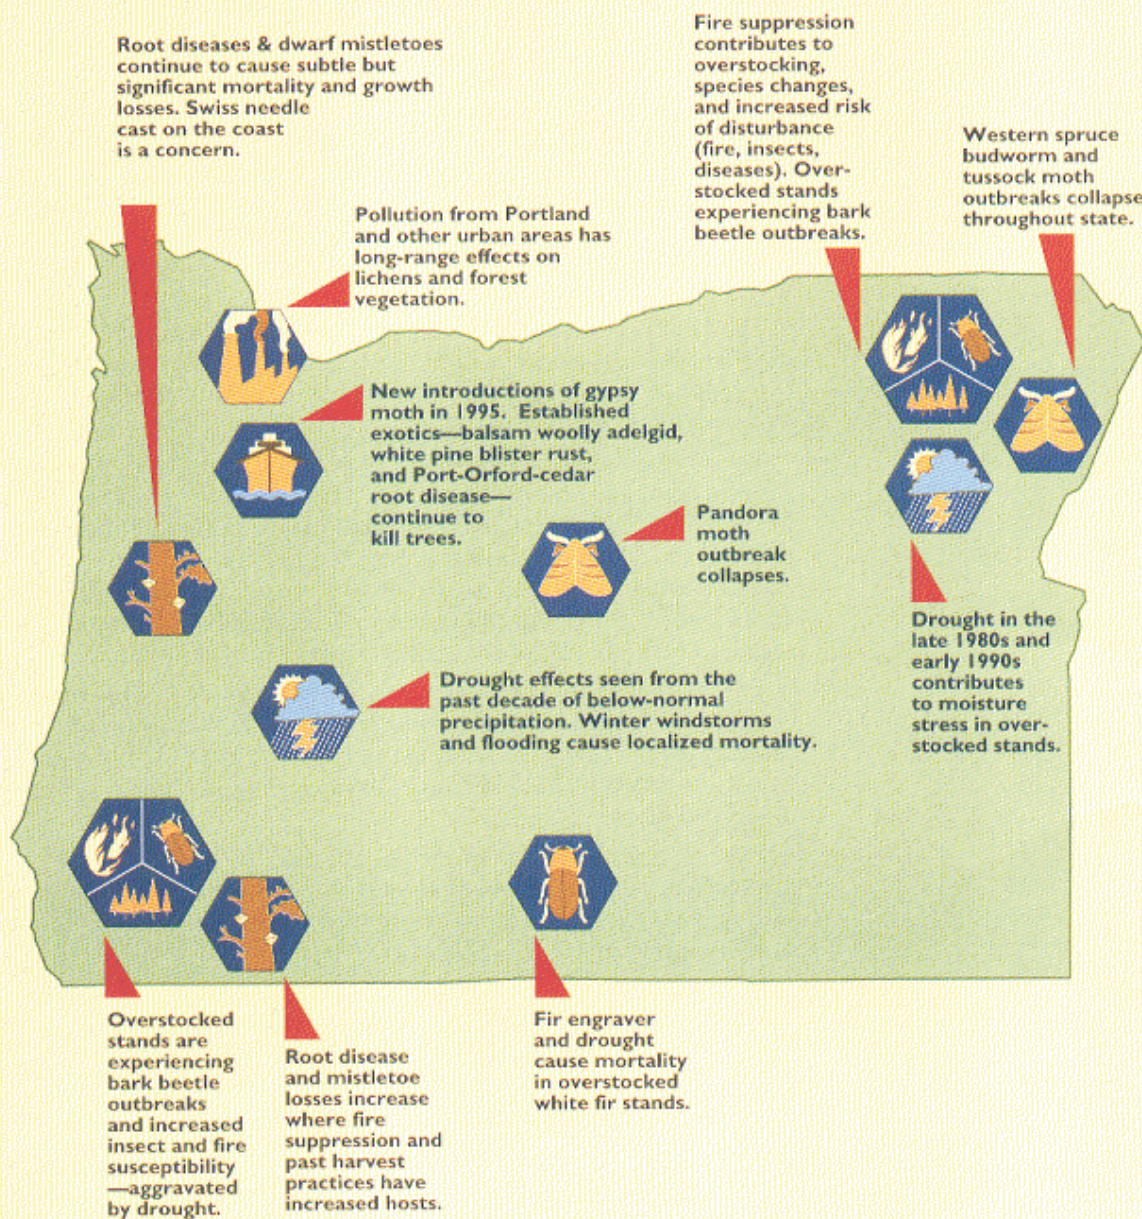 Root diseases & dwarf mistletoes
continue to cause subtle but
significant mortality and growth
losses. Swiss needle
cast on the coast
is a concern.
Fire suppression
contributes to
overstocking,
species changes,
and increased risk
of disturbance
(fire, insects,
diseases). Over-
stocked stands
experiencing bark
beetle outbreaks.
Western spruce
budworm and
tussock moth
outbreaks collapse
throughout state.
Pollution from Portland
and other urban areas has
long-range effects on
lichens and forest
vegetation.
New introductions of gypsy
moth in 1995. Established
exotics—balsam woolly adelgid,
white pine blister rust,
and Port-Orford-cedar
root disease—
continue to
kill trees.
Pandora
moth
outbreak
collapses.
Drought in the
late 1980s and
early 1990s
contributes
to moisture
stress in over-
stocked stands.
Drought effects seen from the
past decade of below-normal
precipitation. Winter windstorms
and flooding cause localized mortality.
Overstocked
stands are
experiencing
bark beetle
outbreaks
and increased
insect and fire
susceptibility
—aggravated
by drought.
Root disease
and mistletoe
losses increase
where fire
suppression and
past harvest
practices have
increased hosts.
Fir engraver
and drought
cause mortality
in overstocked
white fir stands.